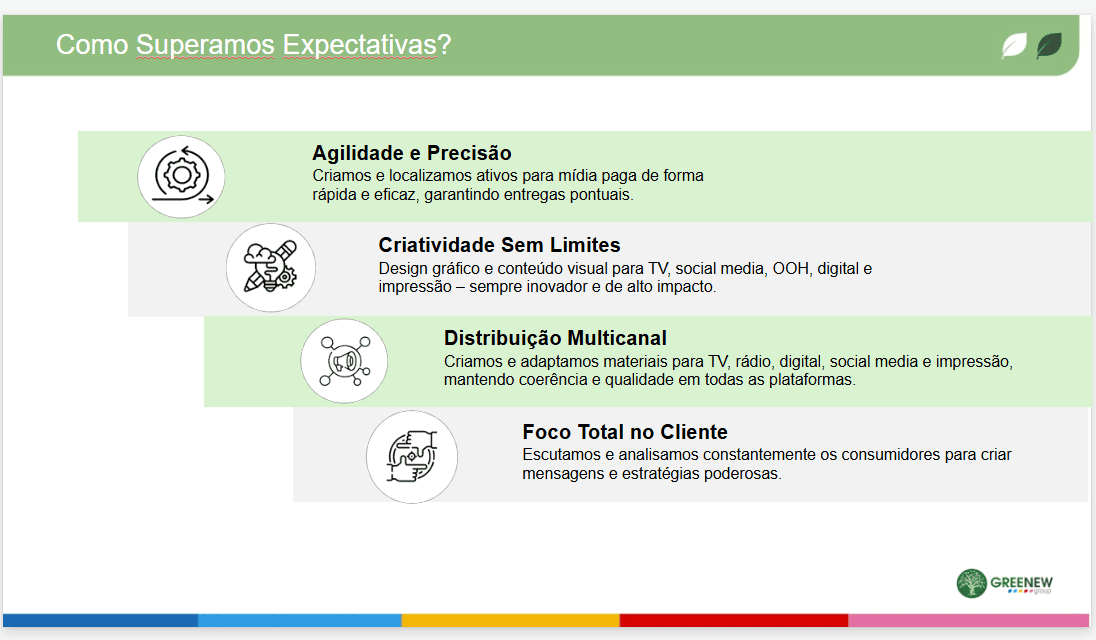 Como Superamos Expectativas?
Agilidade e Precisão
Criamos e localizamos ativos para mídia paga de forma
rápida e eficaz, garantindo entregas pontuais.
Criatividade Sem Limites
Design gráfico e conteúdo visual para TV, social media, OOH, digital e
impressão – sempre inovador e de alto impacto.
Distribuição Multicanal
Criamos e adaptamos materiais para TV, rádio, digital, social media e impressão,
mantendo coerência e qualidade em todas as plataformas.
Foco Total no Cliente
Escutamos e analisamos constantemente os consumidores para criar
mensagens e estratégias poderosas.
GREENEW
group